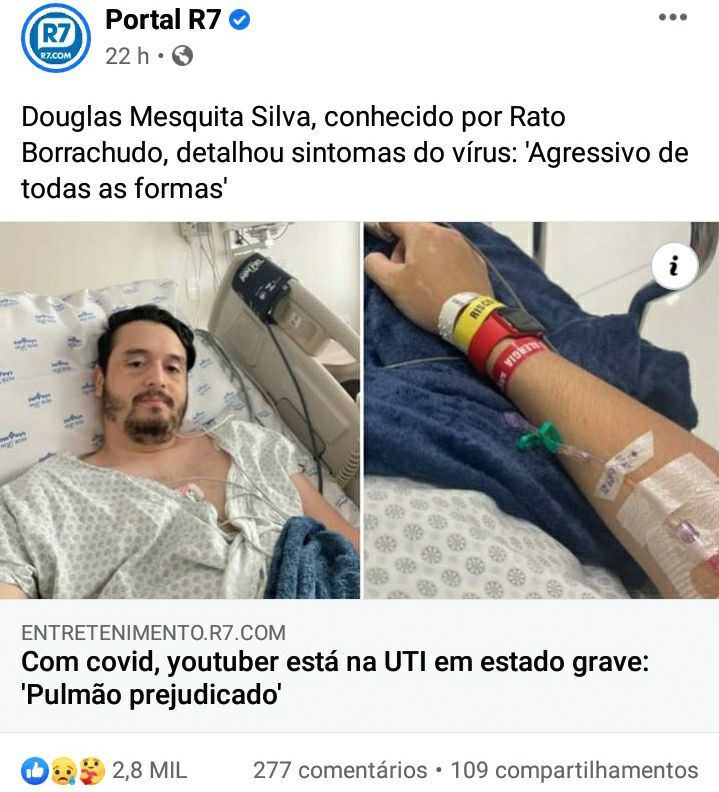 R7
R7.COM
Portal R7
22 h •
Douglas Mesquita Silva, conhecido por Rato
Borrachudo, detalhou sintomas do vírus: 'Agressivo de
todas as formas'
i
ALERGIA
ENTRETENIMENTO.R7.COM
Com covid, youtuber está na UTI em estado grave:
'Pulmão prejudicado'
2,8 MIL
277 comentários • 109 compartilhamentos